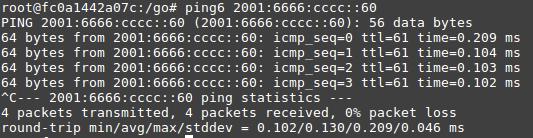 root@fc0a1442a07c:/go# ping6 2001:6666:cccc::60
PING 2001:6666:cccc::60 (2001:6666:cccc::60): 56 data bytes
64 bytes from 2001:6666:cccc::60: icmp_seq=0 ttl=61 time=0.209 ms
64 bytes from 2001:6666:cccc::60: icmp_seq=1 ttl=61 time=0.104 ms
64 bytes from 2001:6666:cccc::60: icmp_seq=2 ttl=61 time=0.103 ms
64 bytes from 2001:6666:cccc::60: icmp_seq=3 ttl=61 time=0.102 ms
^C--- 2001:6666:cccc::60 ping statistics ---
4 packets transmitted, 4 packets received, 0% packet loss
round-trip min/avg/max/stddev = 0.102/0.130/0.209/0.046 ms